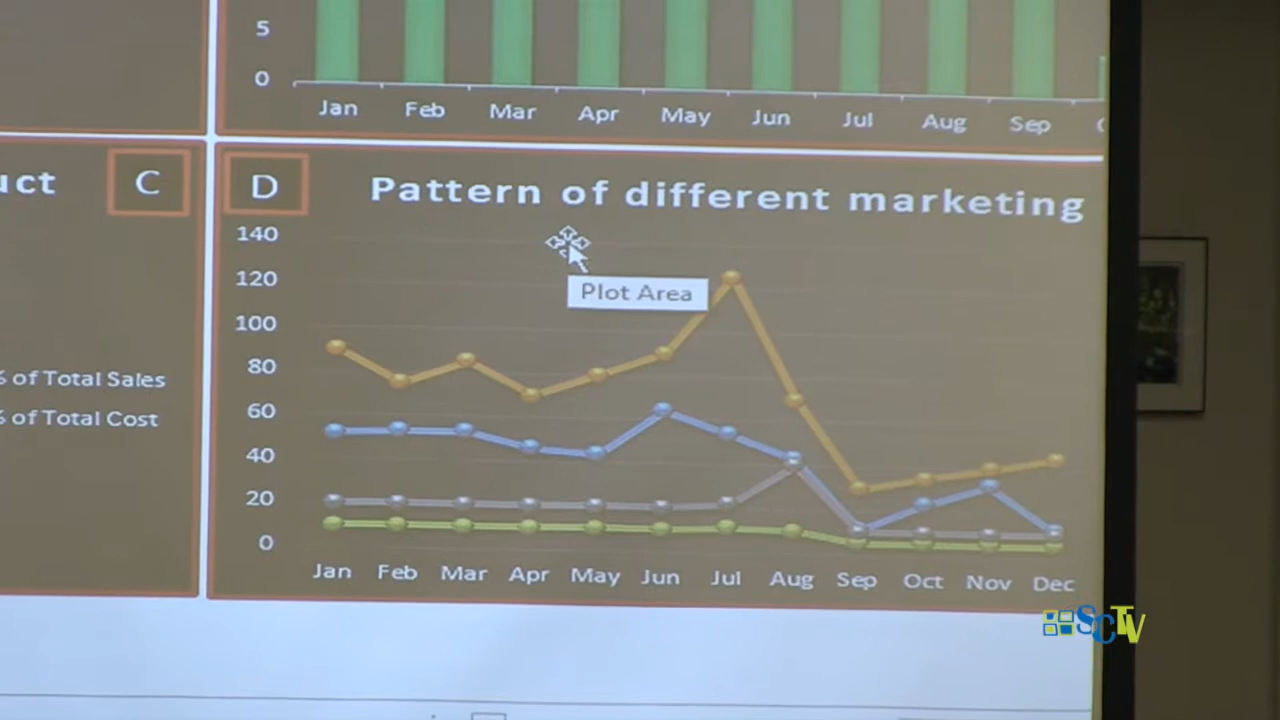 5
0
Jan Feb Mar Apr May Jun Jul Aug Sep
uct C
D Pattern of different marketing
140
120
100
80
60
40
20
0
Plot Area
% of Total Sales
% of Total Cost
Jan Feb Mar Apr May Jun Jul Aug Sep Oct Nov Dec
SCTV